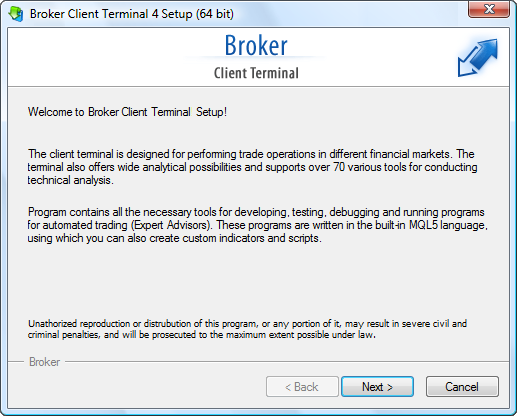 Broker Client Terminal 4 Setup (64 bit)
Broker
Client Terminal
Welcome to Broker Client Terminal Setup!
The client terminal is designed for performing trade operations in different financial markets. The
terminal also offers wide analytical possibilities and supports over 70 various tools for conducting
technical analysis.
Program contains all the necessary tools for developing, testing, debugging and running programs
for automated trading (Expert Advisors). These programs are written in the built-in MQL5 language,
using which you can also create custom indicators and scripts.
Unathorized reproduction or distrubution of this program, or any portion of it, may result in severe civil and
criminal penalties, and will be prosecuted to the maximum extent possible under law.
Broker
< Back
Next >
Cancel